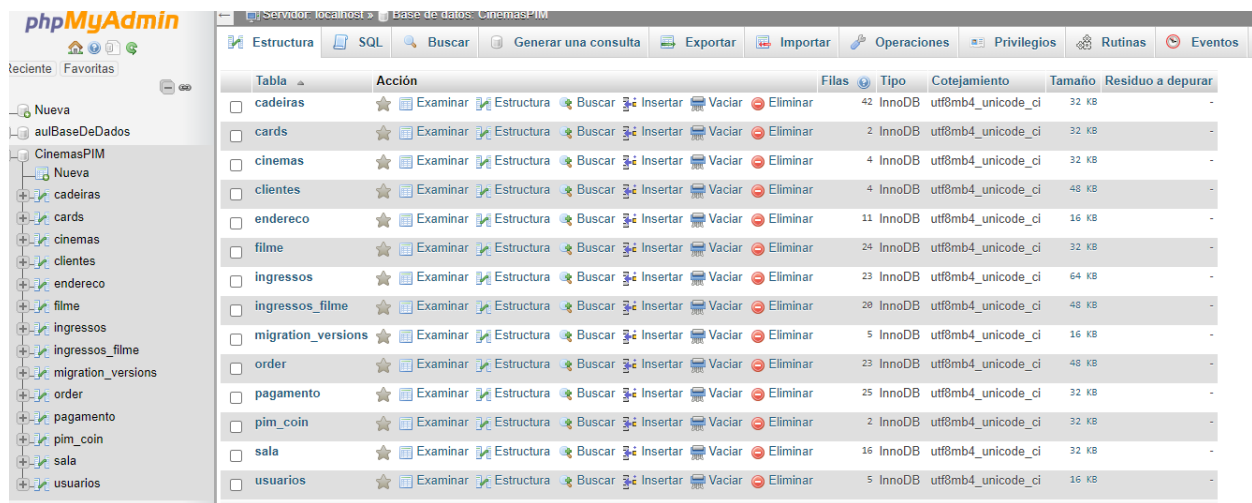 phpMyAdmin
Servidor: localhost » Base de datos: CinemasPIM
Reciente Favoritas
Nueva
aulBaseDeDados
CinemasPIM
Nueva
cadeiras
cards
cinemas
clientes
endereco
filme
ingressos
ingressos_filme
migration_versions
order
pagamento
pim_coin
sala
usuarios
Estructura SQL Buscar Generar una consulta Exportar Importar Operaciones Privilegios Rutinas Eventos
Tabla Acción Filas Tipo Cotejamiento Tamaño Residuo a depurar
cadeiras Examinar Estructura Buscar Insertar Vaciar Eliminar 42 InnoDB utf8mb4_unicode_ci 32 KB -
cards Examinar Estructura Buscar Insertar Vaciar Eliminar 2 InnoDB utf8mb4_unicode_ci 32 KB -
cinemas Examinar Estructura Buscar Insertar Vaciar Eliminar 4 InnoDB utf8mb4_unicode_ci 32 KB -
clientes Examinar Estructura Buscar Insertar Vaciar Eliminar 4 InnoDB utf8mb4_unicode_ci 48 KB -
endereco Examinar Estructura Buscar Insertar Vaciar Eliminar 11 InnoDB utf8mb4_unicode_ci 16 KB -
filme Examinar Estructura Buscar Insertar Vaciar Eliminar 24 InnoDB utf8mb4_unicode_ci 32 KB -
ingressos Examinar Estructura Buscar Insertar Vaciar Eliminar 23 InnoDB utf8mb4_unicode_ci 64 KB -
ingressos_filme Examinar Estructura Buscar Insertar Vaciar Eliminar 20 InnoDB utf8mb4_unicode_ci 48 KB -
migration_versions Examinar Estructura Buscar Insertar Vaciar Eliminar 5 InnoDB utf8mb4_unicode_ci 16 KB -
order Examinar Estructura Buscar Insertar Vaciar Eliminar 23 InnoDB utf8mb4_unicode_ci 48 KB -
pagamento Examinar Estructura Buscar Insertar Vaciar Eliminar 25 InnoDB utf8mb4_unicode_ci 32 KB -
pim_coin Examinar Estructura Buscar Insertar Vaciar Eliminar 2 InnoDB utf8mb4_unicode_ci 32 KB -
sala Examinar Estructura Buscar Insertar Vaciar Eliminar 16 InnoDB utf8mb4_unicode_ci 32 KB -
usuarios Examinar Estructura Buscar Insertar Vaciar Eliminar 5 InnoDB utf8mb4_unicode_ci 16 KB -